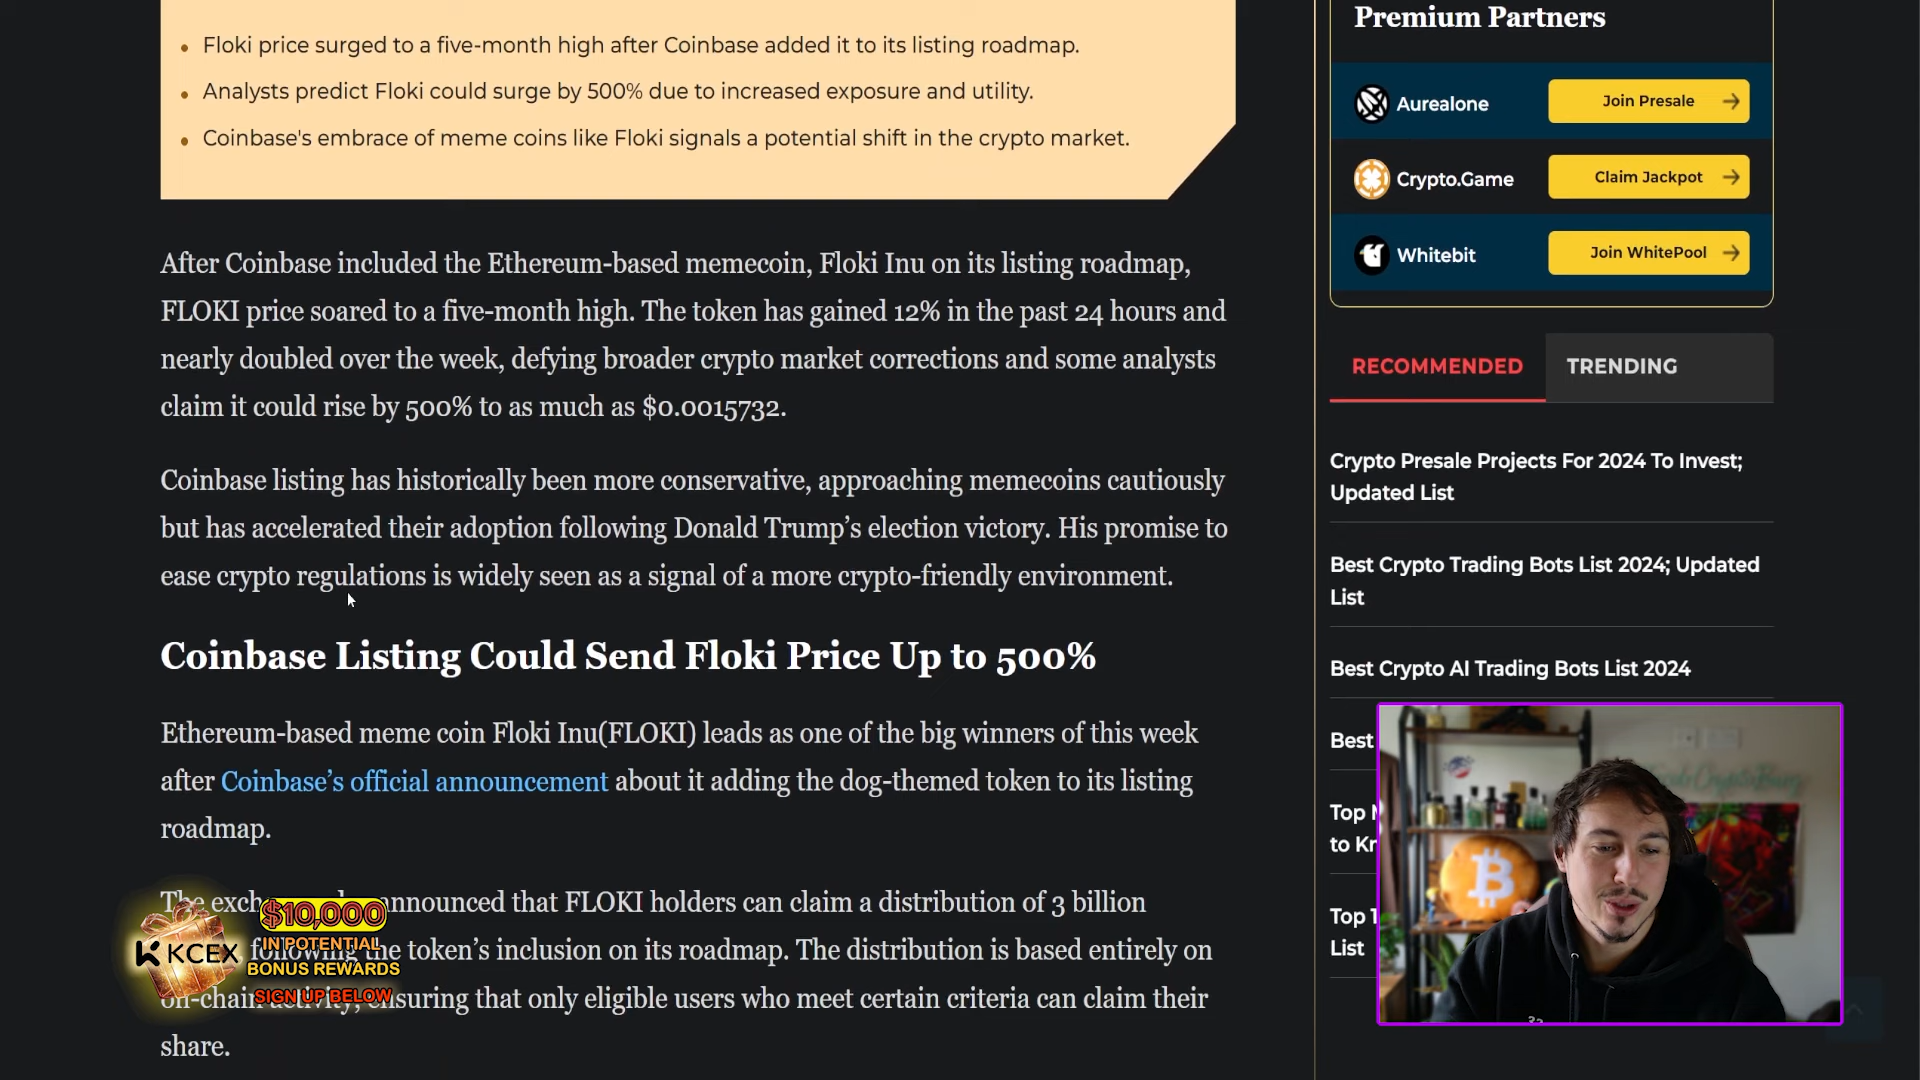 Floki price surged to a five-month high after Coinbase added it to its listing roadmap.
Analysts predict Floki could surge by 500% due to increased exposure and utility.
Coinbase's embrace of meme coins like Floki signals a potential shift in the crypto market.
After Coinbase included the Ethereum-based memecoin, Floki Inu on its listing roadmap,
FLOKI price soared to a five-month high. The token has gained 12% in the past 24 hours and
nearly doubled over the week, defying broader crypto market corrections and some analysts
claim it could rise by 500% to as much as $0.0015732.
Coinbase listing has historically been more conservative, approaching memecoins cautiously
but has accelerated their adoption following Donald Trump’s election victory. His promise to
ease crypto regulations is widely seen as a signal of a more crypto-friendly environment.
Coinbase Listing Could Send Floki Price Up to 500%
Ethereum-based meme coin Floki Inu(FLOKI) leads as one of the big winners of this week
after Coinbase’s official announcement about it adding the dog-themed token to its listing
roadmap.
The announced that FLOKI holders can claim a distribution of 3 billion
following the token’s inclusion on its roadmap. The distribution is based entirely on
on-chain activity, ensuring that only eligible users who meet certain criteria can claim their
share.
KCEX
$10,000
IN POTENTIAL
BONUS REWARDS
SIGN UP BELOW
Premium Partners
Aurealone Join Presale
Crypto.Game Claim Jackpot
Whitebit Join WhitePool
RECOMMENDED TRENDING
Crypto Presale Projects For 2024 To Invest;
Updated List
Best Crypto Trading Bots List 2024; Updated
List
Best Crypto AI Trading Bots List 2024
Best
Top
to
Top
List